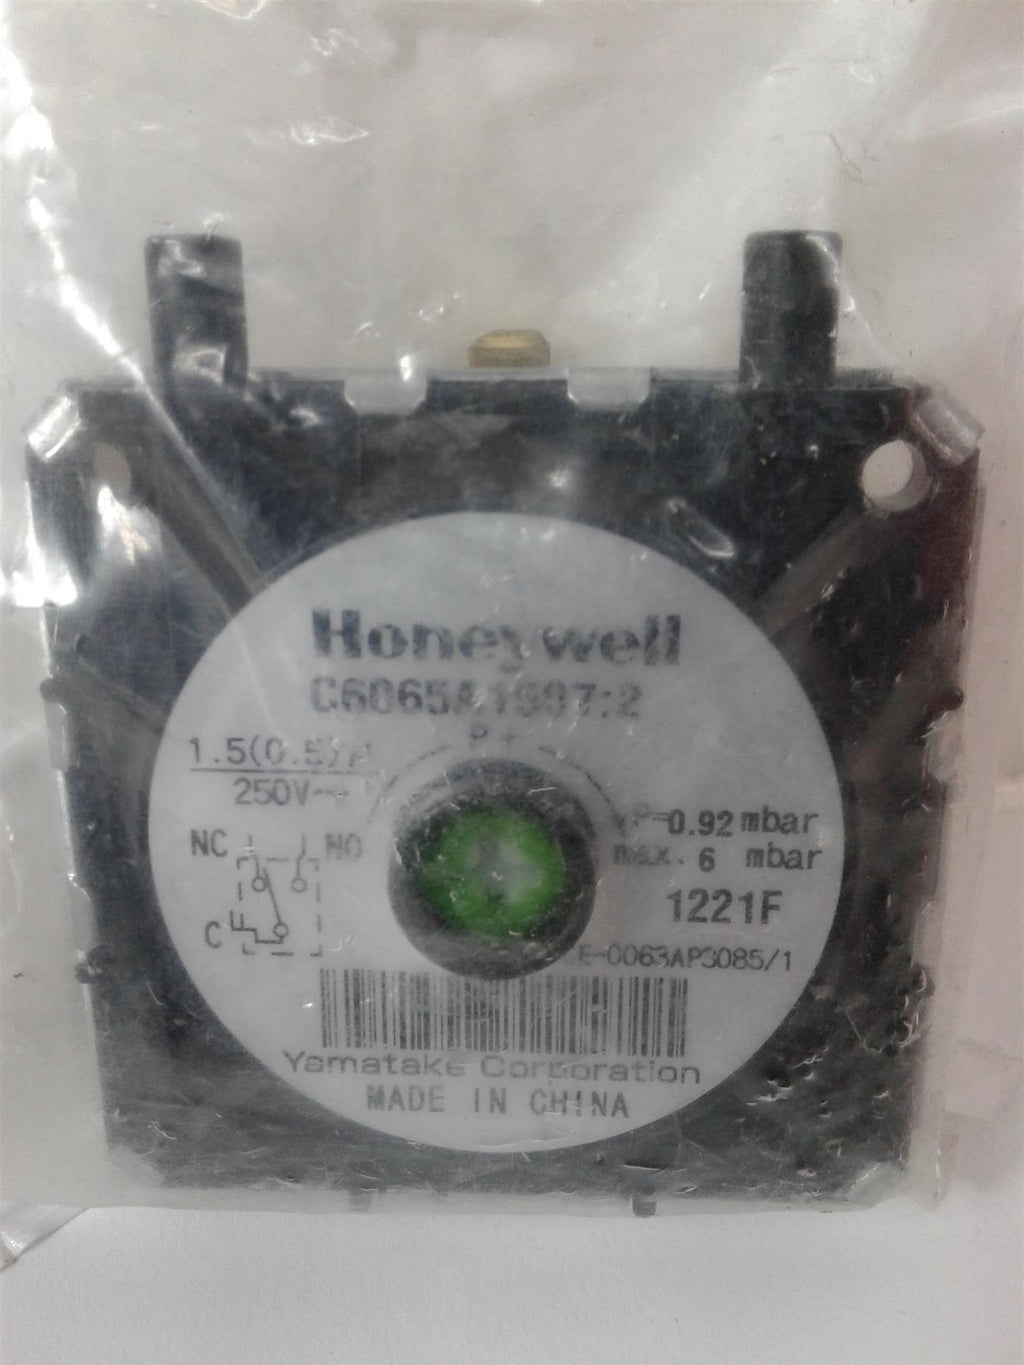 Honeywell
P +
1.5(0.5)A
250V~
NC
NO
C
0.92 mbar
max. 6 mbar
1221F
E-0063AP3085/1
Yamatake Corporation
MADE IN CHINA